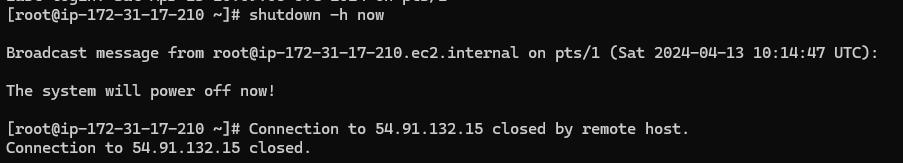 [root@ip-172-31-17-210 ~]# shutdown -h now
Broadcast message from root@ip-172-31-17-210.ec2.internal on pts/1 (Sat 2024-04-13 10:14:47 UTC):
The system will power off now!
[root@ip-172-31-17-210 ~]# Connection to 54.91.132.15 closed by remote host.
Connection to 54.91.132.15 closed.